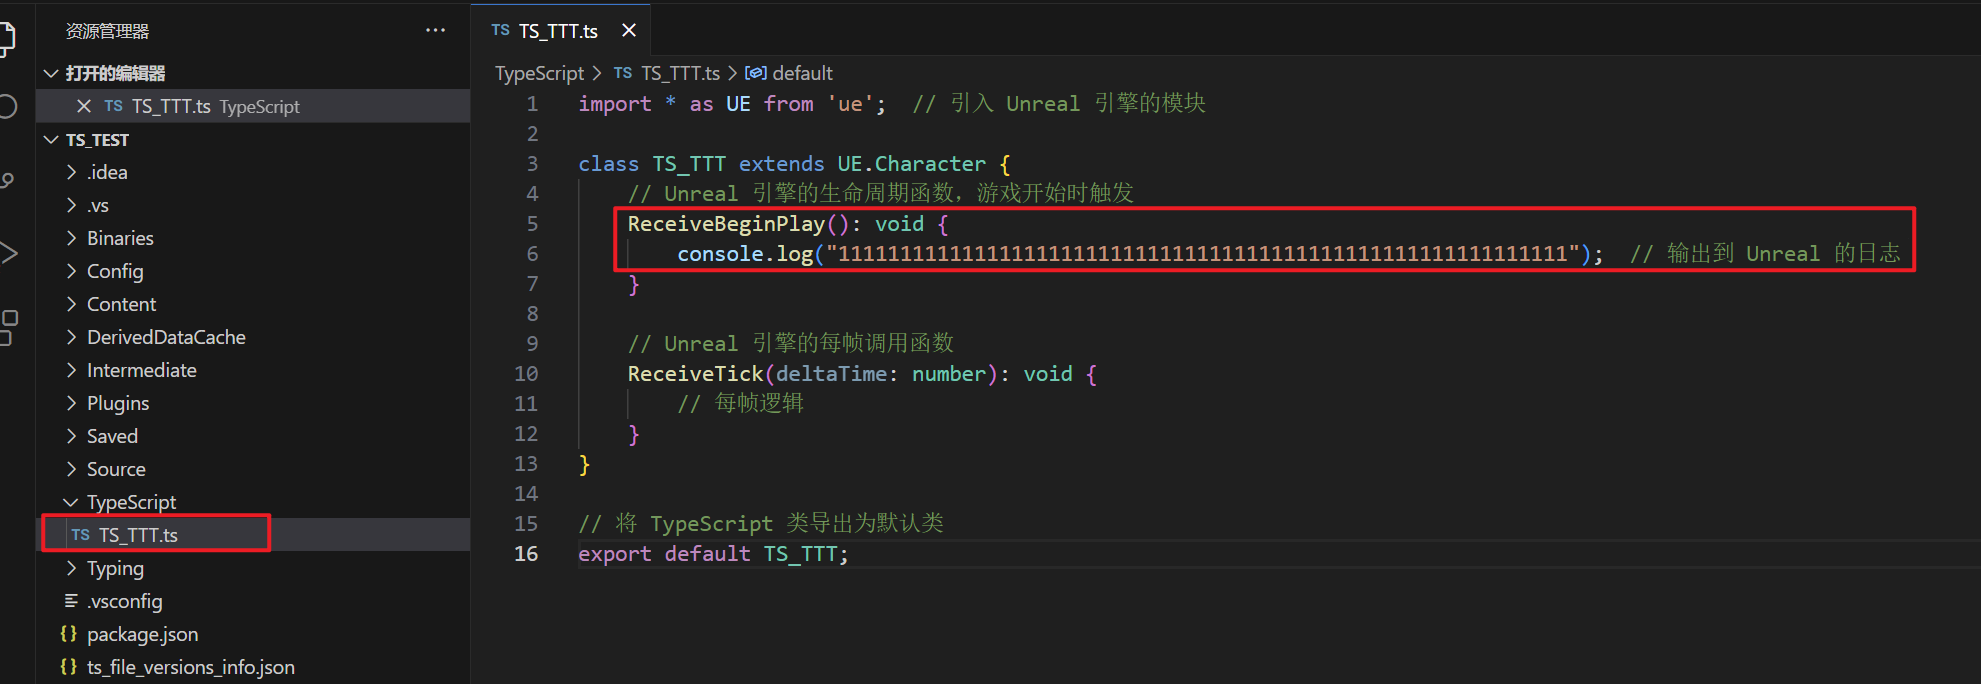 资源管理器
打开的编辑器
TS TS_TTT.ts TypeScript
TS_TEST
.idea
.vs
Binaries
Config
Content
DerivedDataCache
Intermediate
Plugins
Saved
Source
TypeScript
TS TS_TTT.ts
Typing
.vsconfig
{} package.json
{} ts_file_versions_info.json
TS TS_TTT.ts
TypeScript > TS TS_TTT.ts > default
1 import * as UE from 'ue';  // 引入 Unreal 引擎的模块
2
3 class TS_TTT extends UE.Character {
4     // Unreal 引擎的生命周期函数，游戏开始时触发
5     ReceiveBeginPlay(): void {
6         console.log("11111111111111111111111111111111111111111111111111111111111");  // 输出到 Unreal 的日志
7     }
8
9     // Unreal 引擎的每帧调用函数
10     ReceiveTick(deltaTime: number): void {
11         // 每帧逻辑
12     }
13 }
14
15 // 将 TypeScript 类导出为默认类
16 export default TS_TTT;